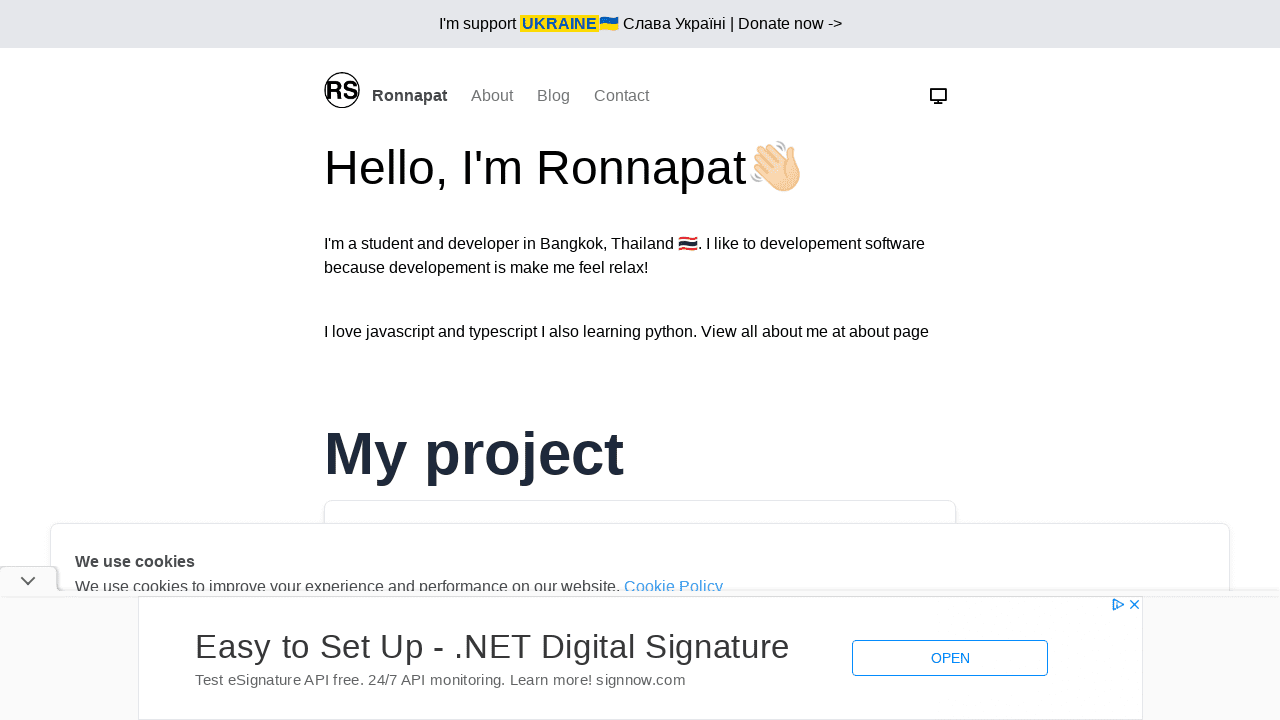 I'm support UKRAINE🇺🇦 Слава Україні | Donate now ->
RS Ronnapat About Blog Contact
Hello, I'm Ronnapat👋🏻
I'm a student and developer in Bangkok, Thailand 🇹🇭. I like to developement software
because developement is make me feel relax!
I love javascript and typescript I also learning python. View all about me at about page
My project
We use cookies
We use cookies to improve your experience and performance on our website. Cookie Policy
Easy to Set Up - .NET Digital Signature
Test eSignature API free. 24/7 API monitoring. Learn more! signnow.com
OPEN